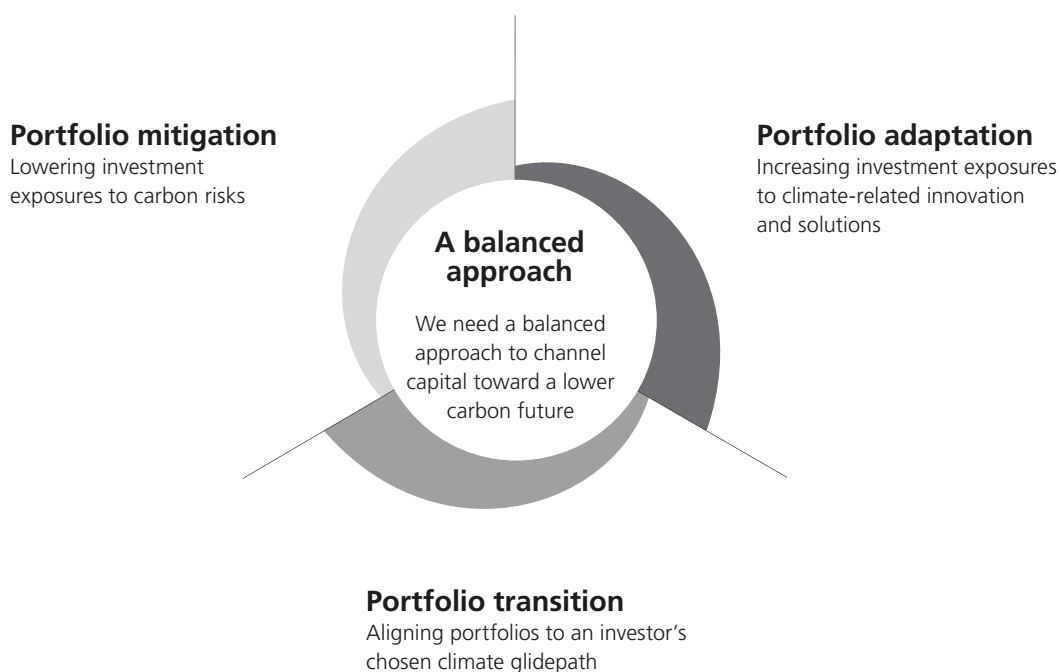 Portfolio mitigation
Lowering investment
exposures to carbon risks
Portfolio adaptation
Increasing investment exposures
to climate-related innovation
and solutions
A balanced
approach
We need a balanced
approach to channel
capital toward a lower
carbon future
Portfolio transition
Aligning portfolios to an investor's
chosen climate glidepath